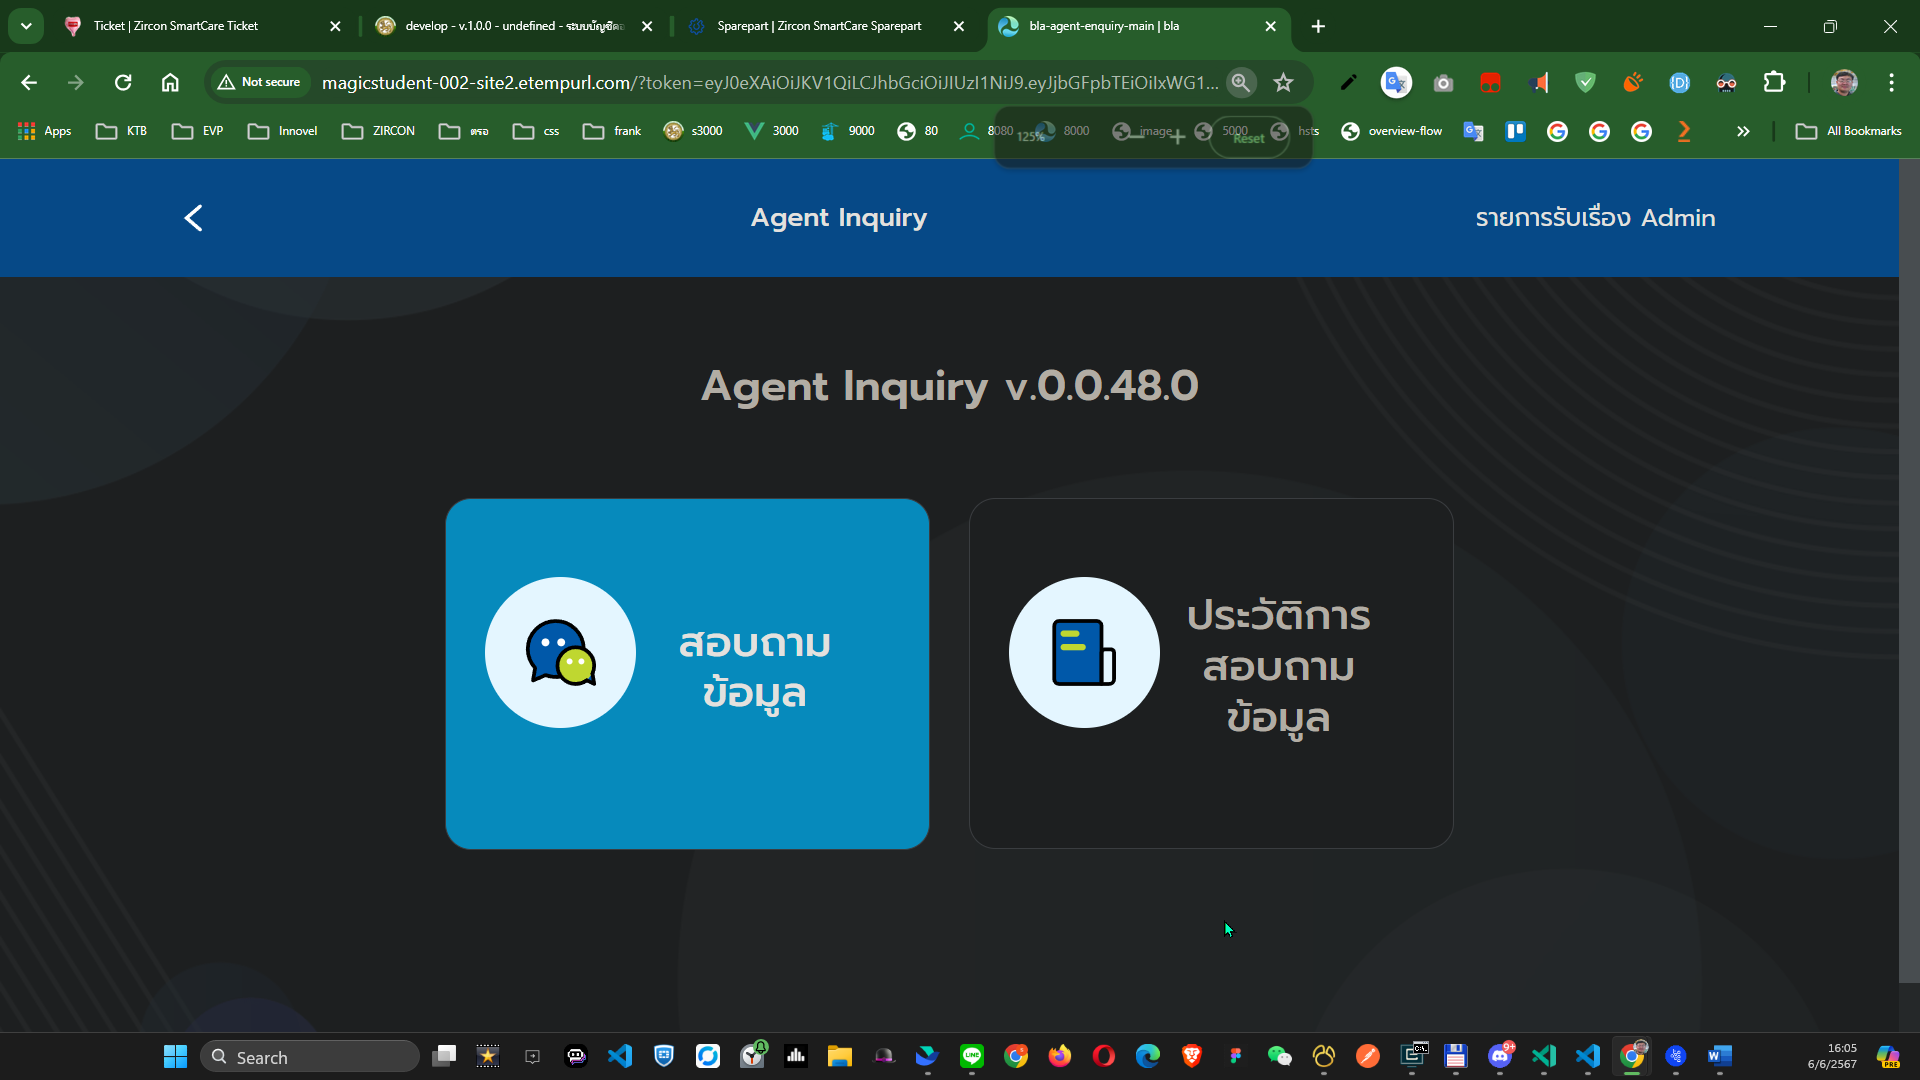 Ticket | Zircon SmartCare Ticket
develop - v.1.0.0 - undefined - ระบบบัญชีด
Sparepart | Zircon SmartCare Sparepart
bla-agent-enquiry-main | bla
Not secure
magicstudent-002-site2.etempurl.com/?token=eyJ0eXAiOiJKV1QiLCJhbGciOiJIUzI1NiJ9.eyJjbGFpbTEiOiIxWG1...
Apps
KTB
EVP
Innovel
ZIRCON
ตรอ
css
frank
s3000
3000
9000
80
8080
8000
image
5000
hsts
overview-flow
All Bookmarks
125%
Reset
Agent Inquiry
รายการรับเรื่อง Admin
Agent Inquiry v.0.0.48.0
สอบถาม
ข้อมูล
ประวัติการ
สอบถาม
ข้อมูล
Search
9+
16:05
6/6/2567
PRE